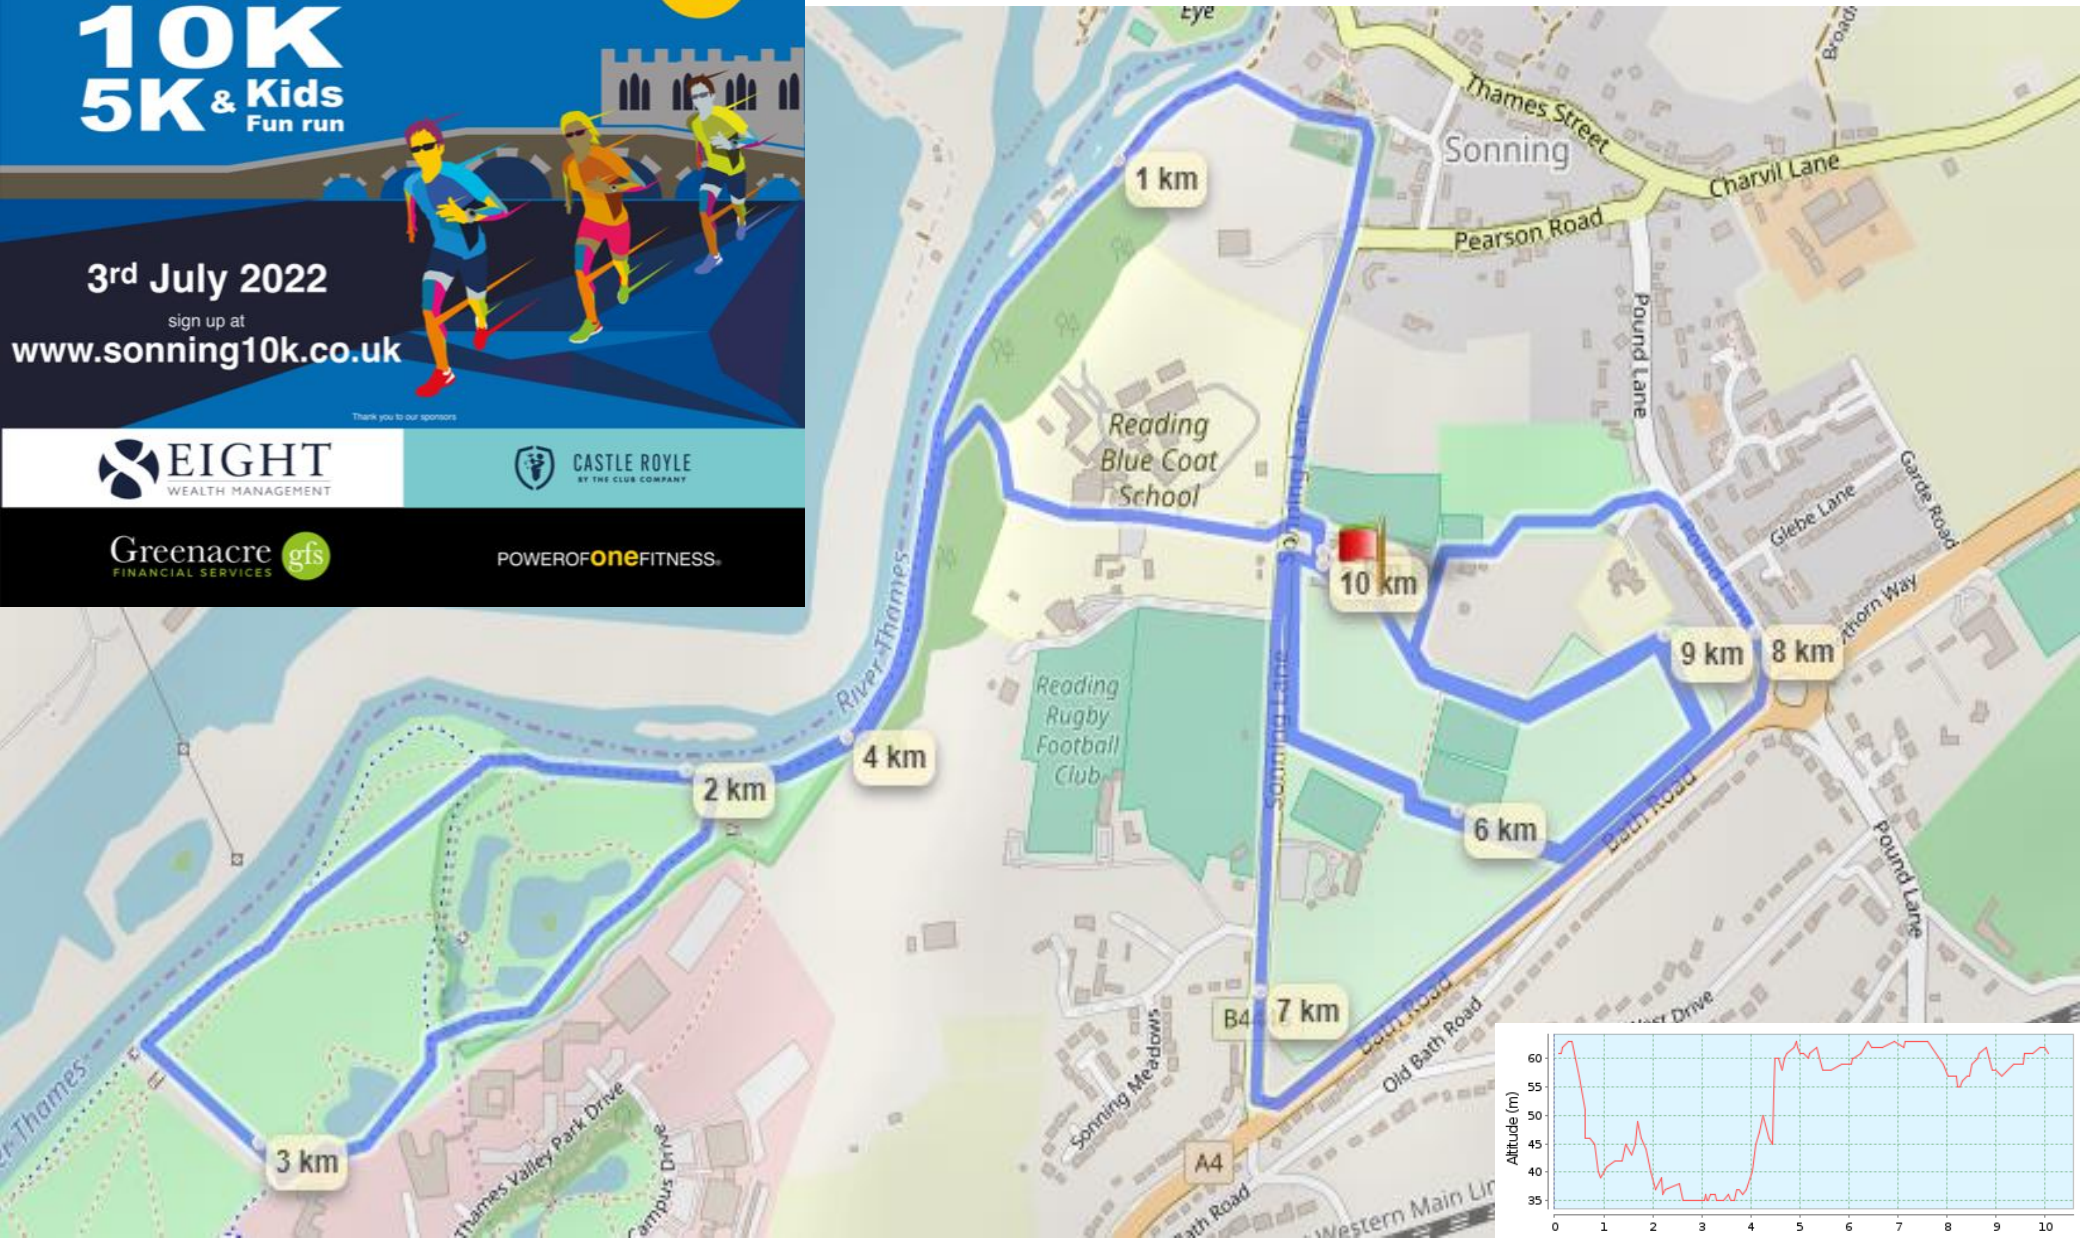 10K
5K & Kids
Fun run
3rd July 2022
sign up at
www.sonning10k.co.uk
Thank you to our sponsors
EIGHT
WEALTH MANAGEMENT
CASTLE ROYLE
BY THE CLUB COMPANY
Greenacre gfs
FINANCIAL SERVICES
POWEROFONEFITNESS
Eye
Thames Street
Sonning
Charvil Lane
1 km
Pearson Road
Pound Lane
Reading
Blue Coat
School
Sonning Lane
Garde Road
Glebe Lane
Pound Lane
10 km
River Thames
9 km
8 km
Reading
Rugby
Football
Club
Sonning Lane
4 km
2 km
6 km
Bath Road
Pound Lane
7 km
B4
Bath Road
Old Bath Road
West Drive
Sonning Meadows
River Thames
3 km
Thames Valley Park Drive
Campus Drive
A4
Bath Road
Western Main Lin
Altitude (m)
60
55
50
45
40
35
0 1 2 3 4 5 6 7 8 9 10